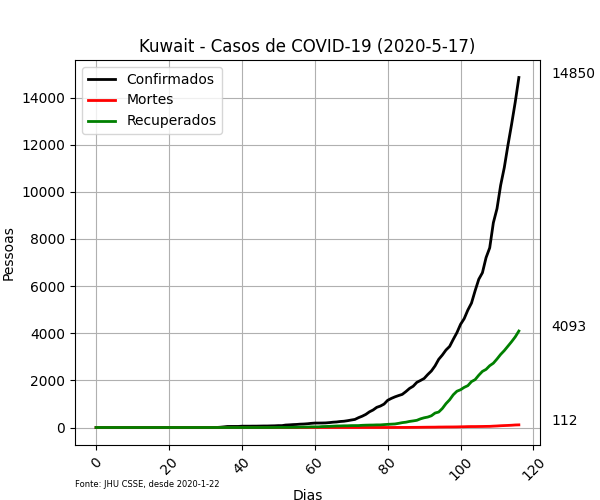 Kuwait - Casos de COVID-19 (2020-5-17)
Confirmados
Mortes
Recuperados
14850
4093
112
14000
12000
10000
8000
6000
4000
2000
0
Pessoas
0 20 40 60 80 100 120
Fonte: JHU CSSE, desde 2020-1-22
Dias